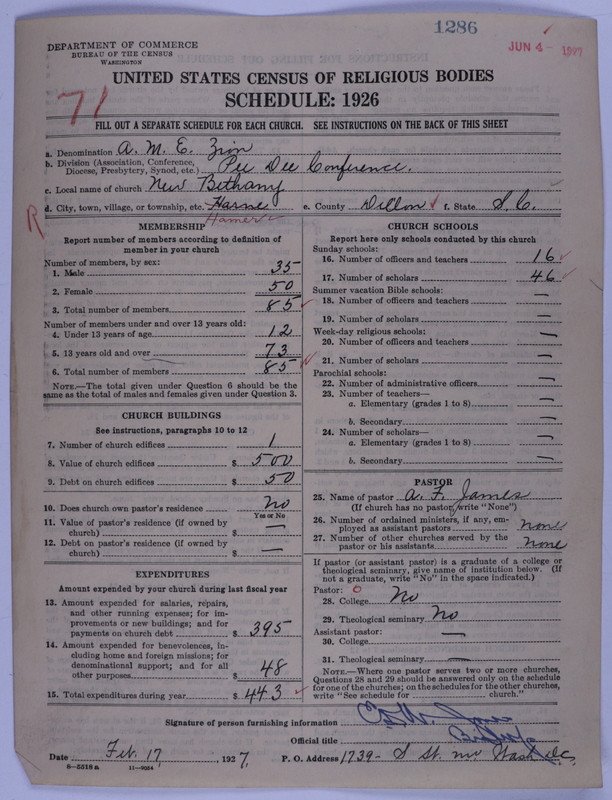 1286
JUN 4 - 1927
DEPARTMENT OF COMMERCE
BUREAU OF THE CENSUS
WASHINGTON
UNITED STATES CENSUS OF RELIGIOUS BODIES
SCHEDULE: 1926
71
FILL OUT A SEPARATE SCHEDULE FOR EACH CHURCH. SEE INSTRUCTIONS ON THE BACK OF THIS SHEET
a. Denomination A. M. E. Zion
b. Division (Association, Conference, Diocese, Presbytery, Synod, etc.) Pee Dee Conference.
c. Local name of church New Bethany
d. City, town, village, or township, etc. Harne Hamer e. County Dillon f. State S. C.
R
MEMBERSHIP
Report number of members according to definition of
member in your church
Number of members, by sex:
1. Male 35
2. Female 50
3. Total number of members 85
Number of members under and over 13 years old:
4. Under 13 years of age 12
5. 13 years old and over 73
6. Total number of members 85
NOTE.—The total given under Question 6 should be the
same as the total of males and females given under Question 3.
CHURCH BUILDINGS
See instructions, paragraphs 10 to 12
7. Number of church edifices 1
8. Value of church edifices $ 500
9. Debt on church edifices $ 50
10. Does church own pastor's residence No
Yes or No
11. Value of pastor's residence (if owned by
church) $ —
12. Debt on pastor's residence (if owned by
church) $ —
EXPENDITURES
Amount expended by your church during last fiscal year
13. Amount expended for salaries, repairs,
and other running expenses; for im-
provements or new buildings; and for
payments on church debt $ 395
14. Amount expended for benevolences, in-
cluding home and foreign missions; for
denominational support; and for all
other purposes $ 48
15. Total expenditures during year $ 443
CHURCH SCHOOLS
Report here only schools conducted by this church
Sunday schools:
16. Number of officers and teachers 16
17. Number of scholars 46
Summer vacation Bible schools:
18. Number of officers and teachers —
19. Number of scholars —
Week-day religious schools:
20. Number of officers and teachers —
21. Number of scholars —
Parochial schools:
22. Number of administrative officers —
23. Number of teachers—
a. Elementary (grades 1 to 8) —
b. Secondary —
24. Number of scholars—
a. Elementary (grades 1 to 8) —
b. Secondary —
PASTOR
25. Name of pastor A. F. James
(If church has no pastor, write "None")
26. Number of ordained ministers, if any, em-
ployed as assistant pastors none
27. Number of other churches served by the
pastor or his assistants none
If pastor (or assistant pastor) is a graduate of a college or
theological seminary, give name of institution below. (If
not a graduate, write "No" in the space indicated.)
Pastor: O
28. College No
29. Theological seminary No
Assistant pastor: —
30. College
31. Theological seminary —
NOTE.—Where one pastor serves two or more churches,
Questions 28 and 29 should be answered only on the schedule
for one of the churches; on the schedules for the other churches,
write "See schedule for church."
Signature of person furnishing information
Official title Bishop
Date Feb. 17, 1927. P. O. Address 1739- S St. nw Wash DC
8—5318a 11—9054